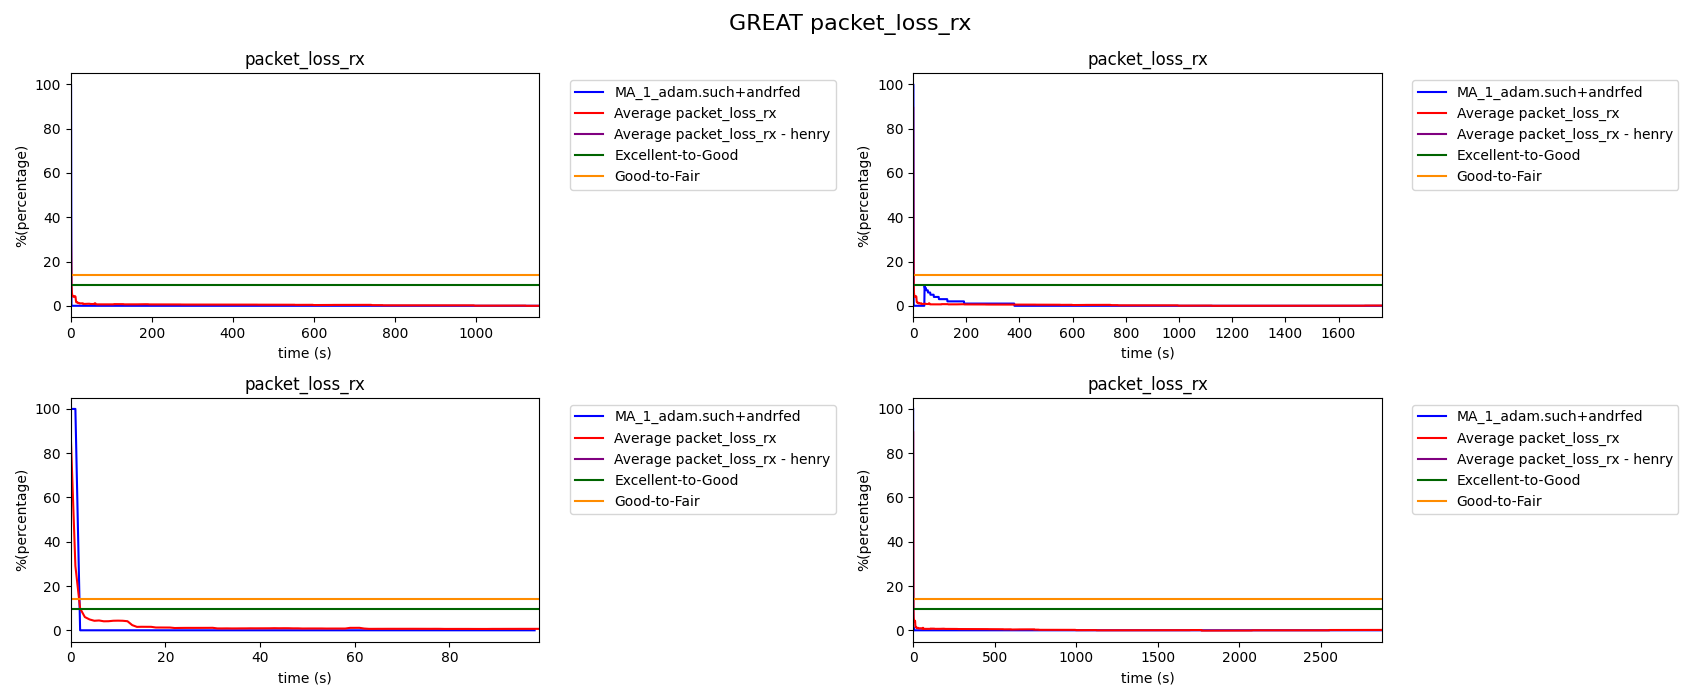 GREAT packet_loss_rx
packet_loss_rx
%(percentage)
100
80
60
40
20
0
0 200 400 600 800 1000
time (s)
MA_1_adam.such+andrfed
Average packet_loss_rx
Average packet_loss_rx - henry
Excellent-to-Good
Good-to-Fair
packet_loss_rx
%(percentage)
100
80
60
40
20
0
0 200 400 600 800 1000 1200 1400 1600
time (s)
MA_1_adam.such+andrfed
Average packet_loss_rx
Average packet_loss_rx - henry
Excellent-to-Good
Good-to-Fair
packet_loss_rx
%(percentage)
100
80
60
40
20
0
0 20 40 60 80
time (s)
MA_1_adam.such+andrfed
Average packet_loss_rx
Average packet_loss_rx - henry
Excellent-to-Good
Good-to-Fair
packet_loss_rx
%(percentage)
100
80
60
40
20
0
0 500 1000 1500 2000 2500
time (s)
MA_1_adam.such+andrfed
Average packet_loss_rx
Average packet_loss_rx - henry
Excellent-to-Good
Good-to-Fair